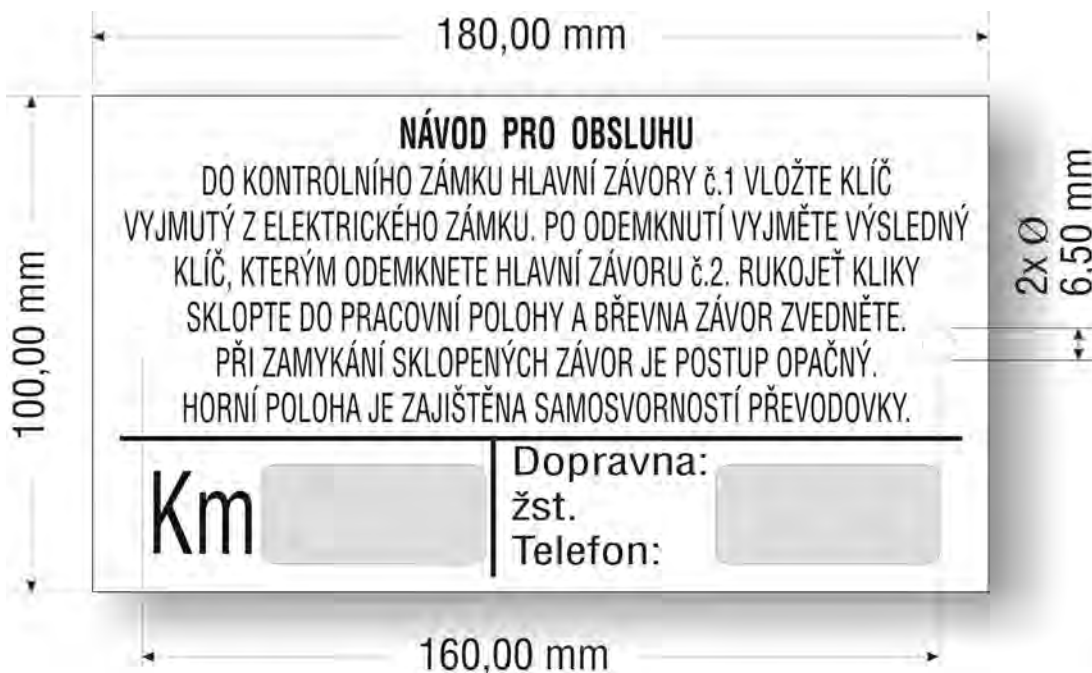 180,00 mm
100,00 mm
NÁVOD PRO OBSLUHU
DO KONTROLNÍHO ZÁMKU HLAVNÍ ZÁVORY č.1 VLOŽTE KLÍČ
VYJMUTÝ Z ELEKTRICKÉHO ZÁMKU. PO ODEMKNUTÍ VYJMĚTE VÝSLEDNÝ
KLÍČ, KTERÝM ODEMKNETE HLAVNÍ ZÁVORU č.2. RUKOJEŤ KLIKY
SKLOPTE DO PRACOVNÍ POLOHY A BŘEVNA ZÁVOR ZVEDNĚTE.
PŘI ZAMYKÁNÍ SKLOPENÝCH ZÁVOR JE POSTUP OPAČNÝ.
HORNÍ POLOHA JE ZAJIŠTĚNA SAMOSVORNOSTÍ PŘEVODOVKY.
2x Ø
6,50 mm
Km
Dopravna:
žst.
Telefon:
160,00 mm